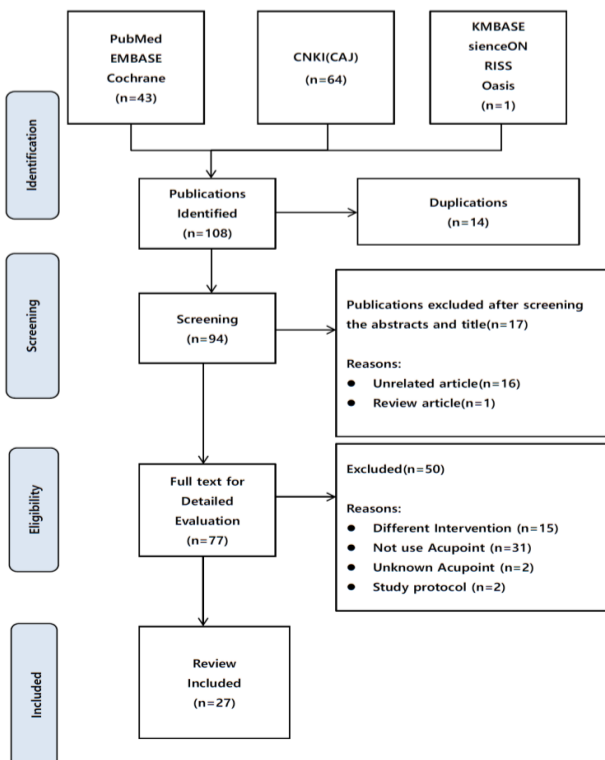 PubMed
EMBASE
Cochrane
(n=43)
CNKI(CAJ)
(n=64)
KMBASE
sienceON
RISS
Oasis
(n=1)
Identification
Publications
Identified
(n=108)
Duplications
(n=14)
Screening
Screening
(n=94)
Publications excluded after screening
the abstracts and title(n=17)
Reasons:
● Unrelated article(n=16)
● Review article(n=1)
Eligibility
Full text for
Detailed
Evaluation
(n=77)
Excluded(n=50)
Reasons:
● Different Intervention (n=15)
● Not use Acupoint (n=31)
● Unknown Acupoint (n=2)
● Study protocol (n=2)
Included
Review
Included
(n=27)